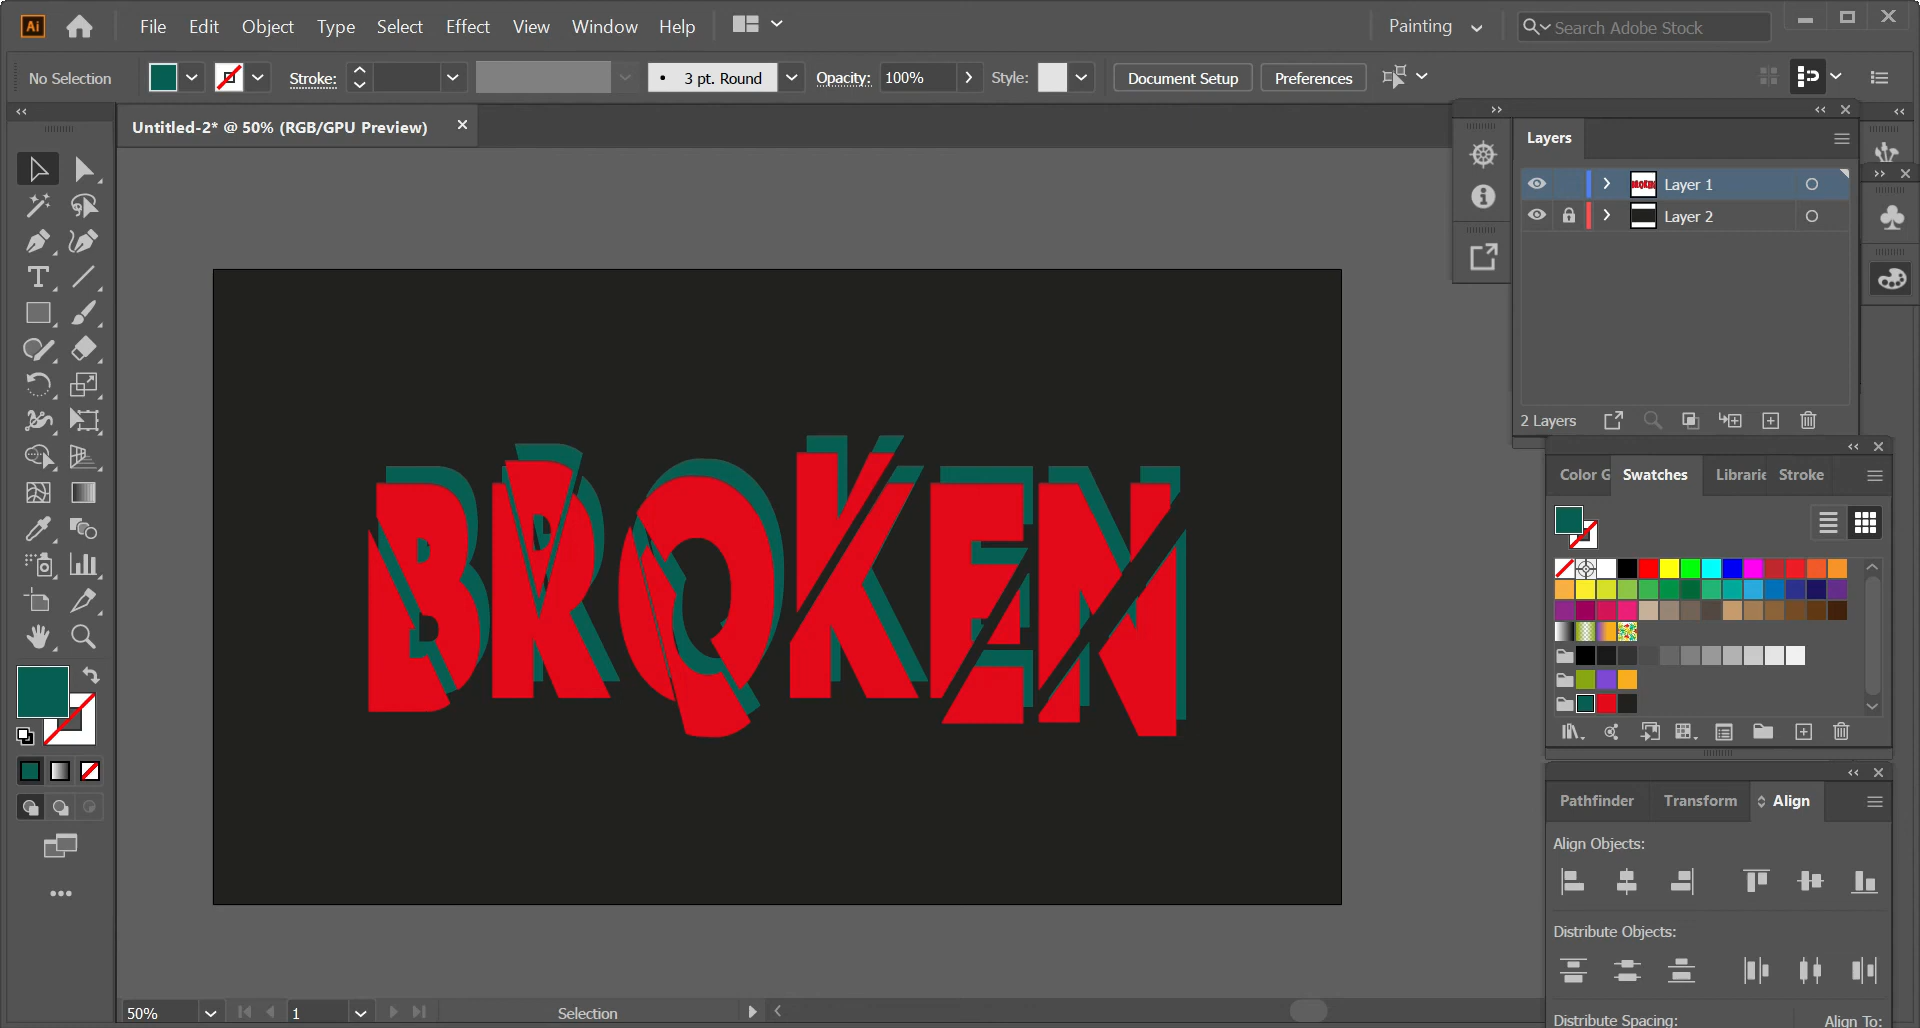 Ai
File Edit Object Type Select Effect View Window Help
Painting
Search Adobe Stock
No Selection
Stroke:
3 pt. Round
Opacity: 100%
Style:
Document Setup
Preferences
Untitled-2* @ 50% (RGB/GPU Preview)
Layers
Layer 1
Layer 2
2 Layers
BROKEN
Color G Swatches Librarie Stroke
Pathfinder Transform Align
Align Objects:
Distribute Objects:
Distribute Spacing: Align To:
50% 1 Selection